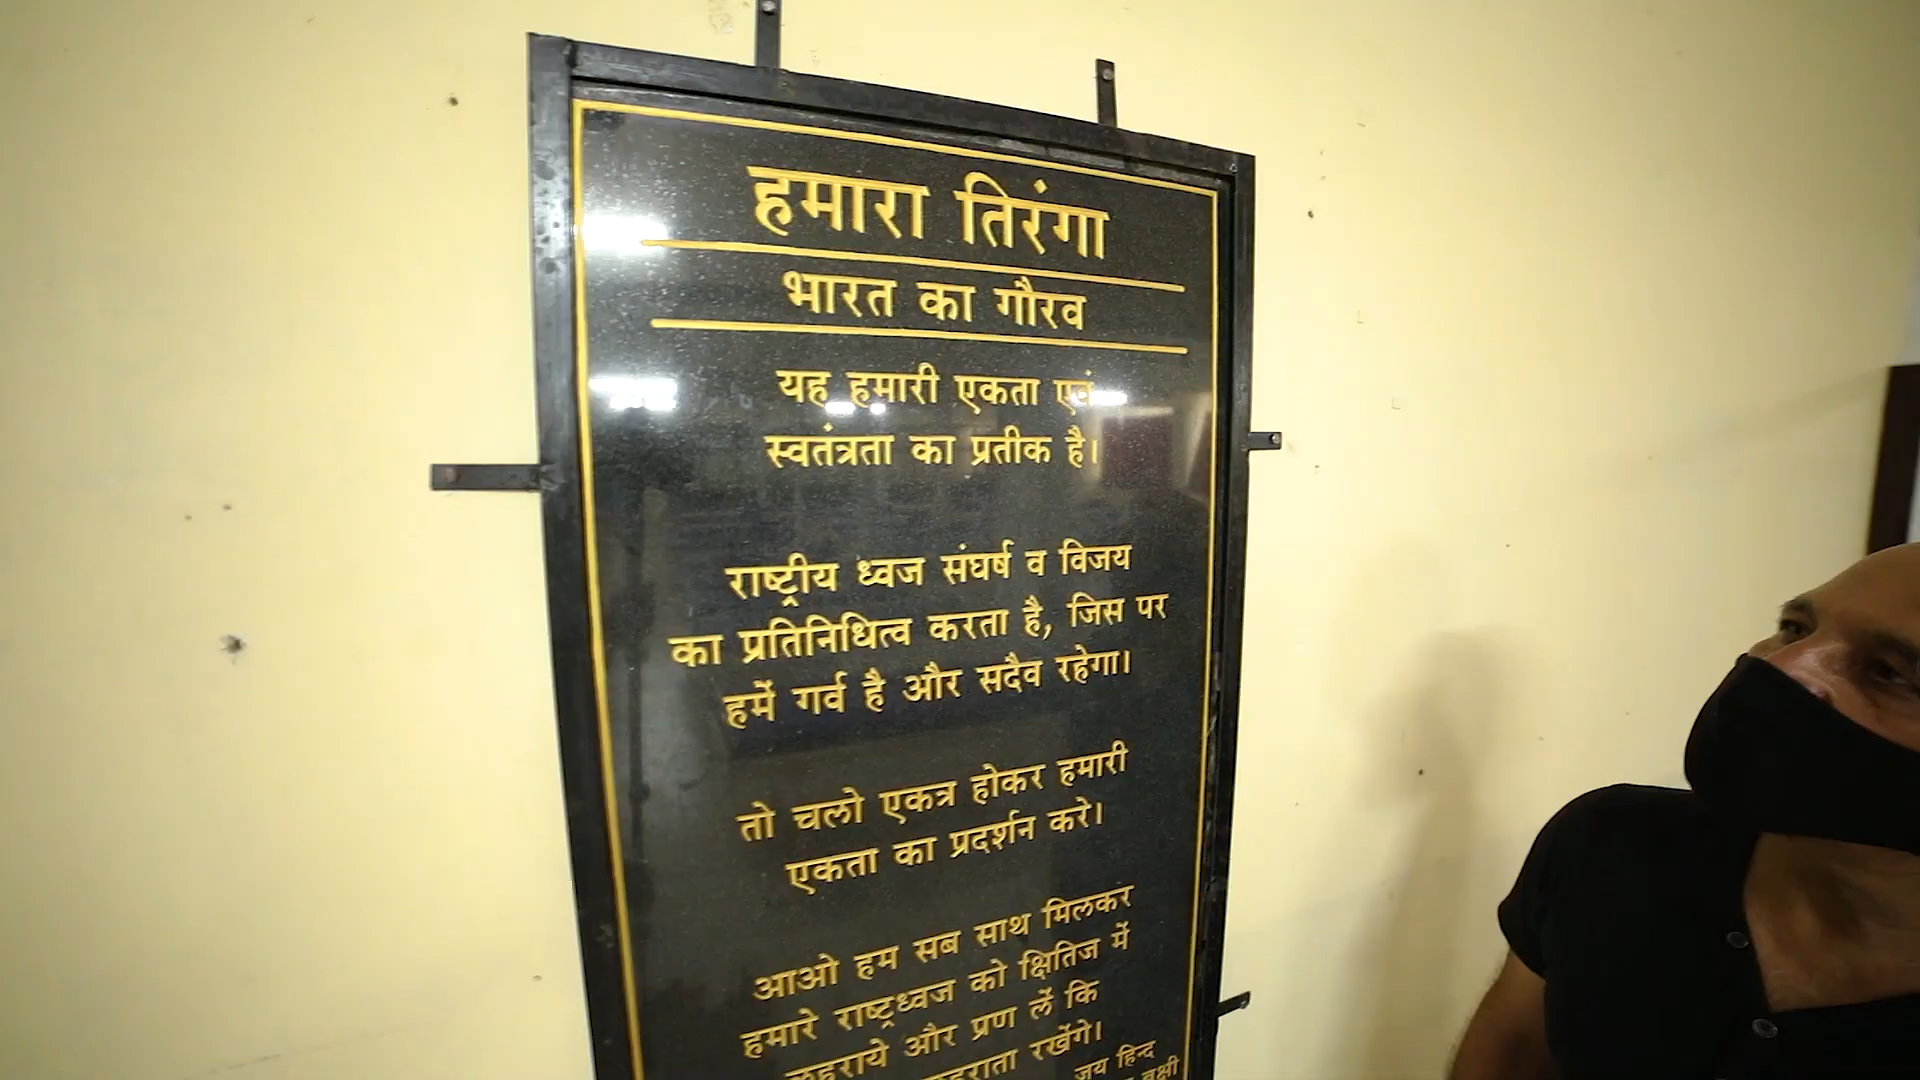 हमारा तिरंगा
भारत का गौरव
यह हमारी एकता एवं
स्वतंत्रता का प्रतीक है।
राष्ट्रीय ध्वज संघर्ष व विजय
का प्रतिनिधित्व करता है, जिस पर
हमें गर्व है और सदैव रहेगा।
तो चलो एकत्र होकर हमारी
एकता का प्रदर्शन करे।
आओ हम सब साथ मिलकर
हमारे राष्ट्रध्वज को क्षितिज में
लहराये और प्रण लें कि
रखेंगे।
जय हिन्द